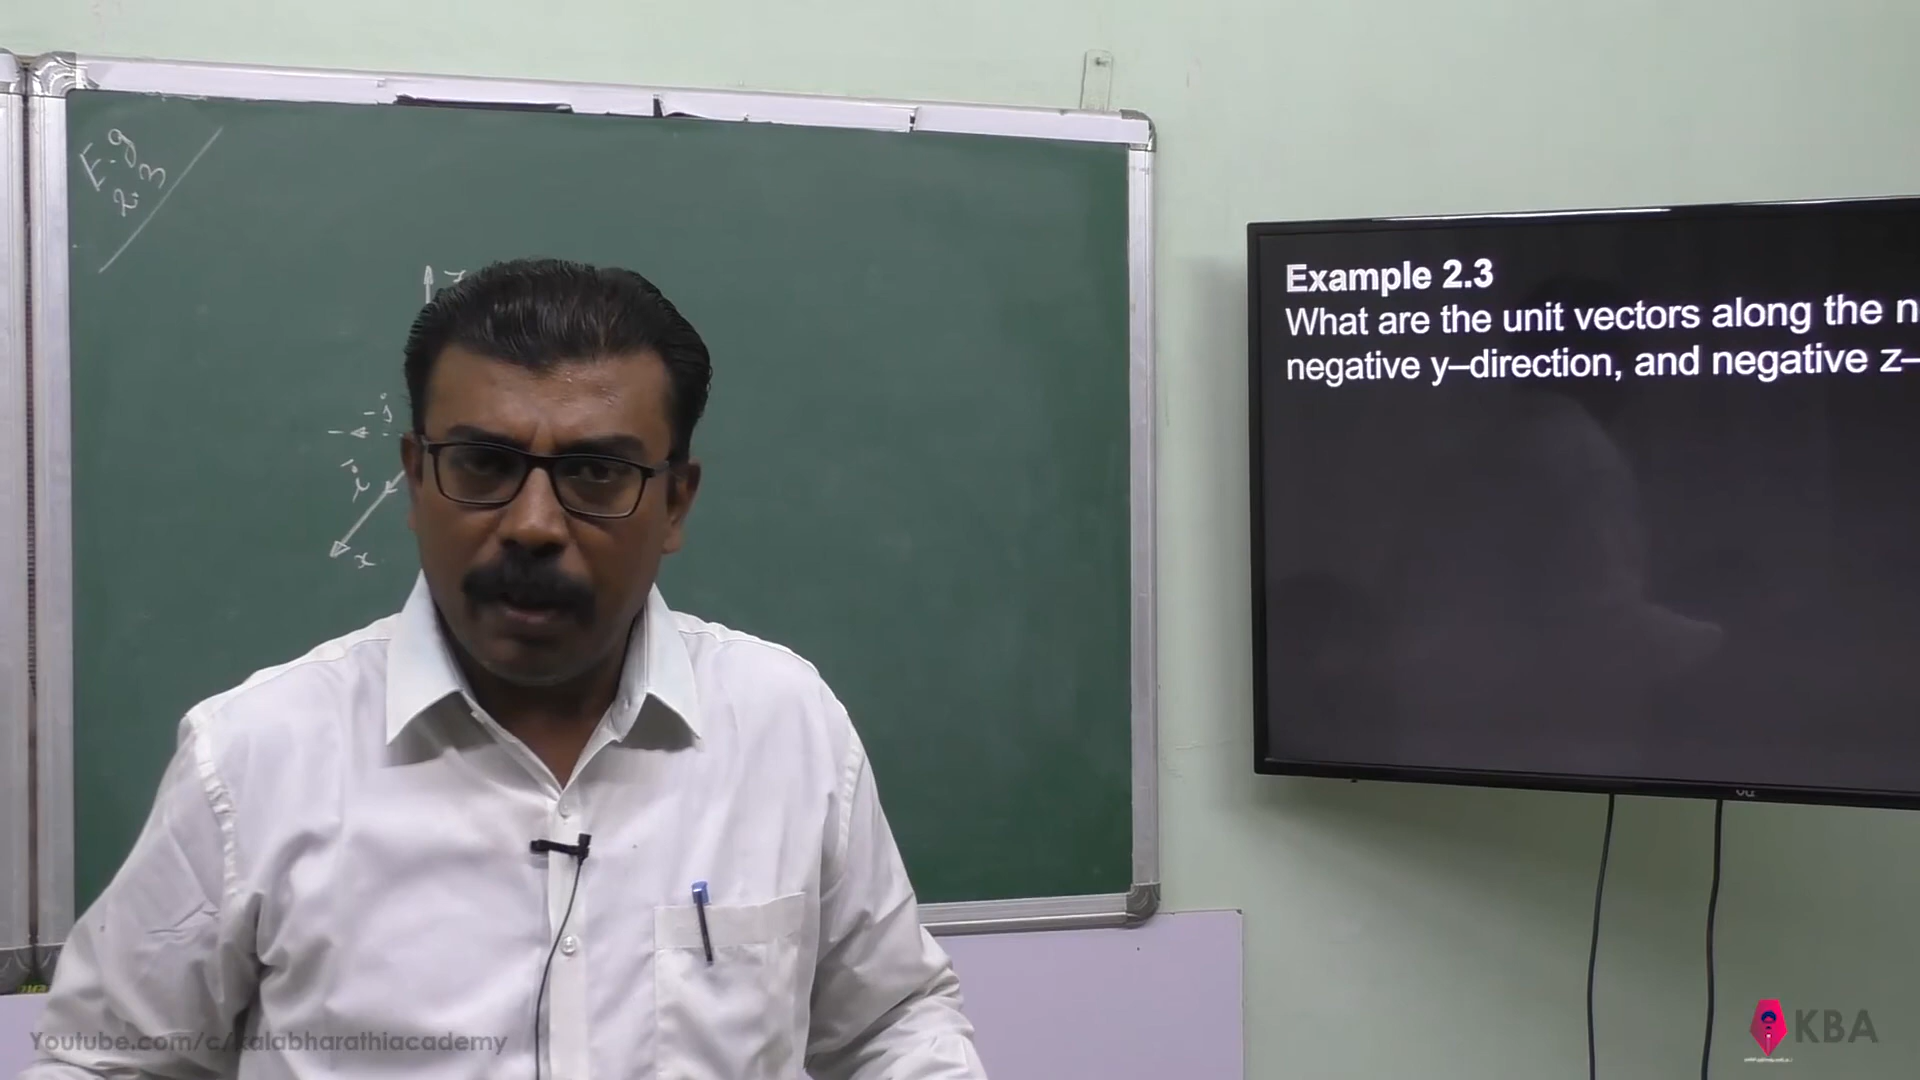 E.g
2.3
z
-j
i
x
Example 2.3
What are the unit vectors along the n
negative y–direction, and negative z–
Youtube.com/c/kalabharathiacademy
KBA